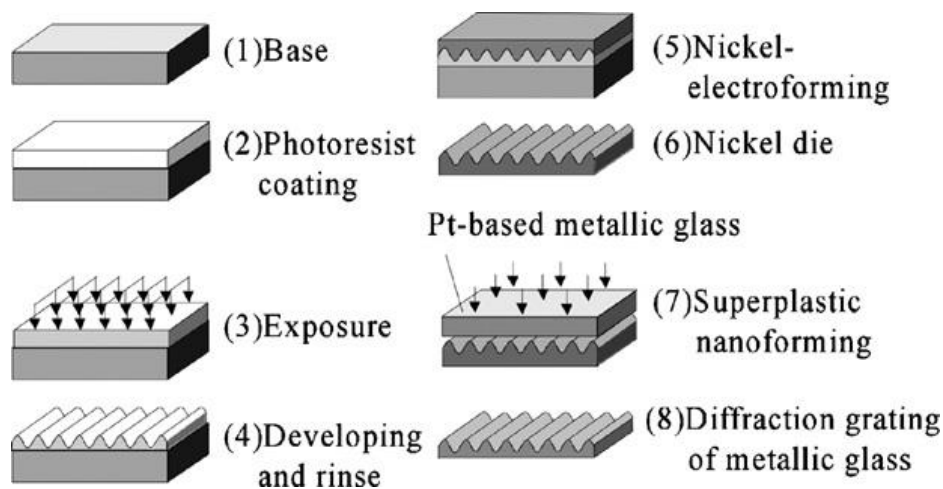 (1)Base
(2)Photoresist
coating
(3)Exposure
(4)Developing
and rinse
(5)Nickel-
electroforming
(6)Nickel die
Pt-based metallic glass
(7)Superplastic
nanoforming
(8)Diffraction grating
of metallic glass